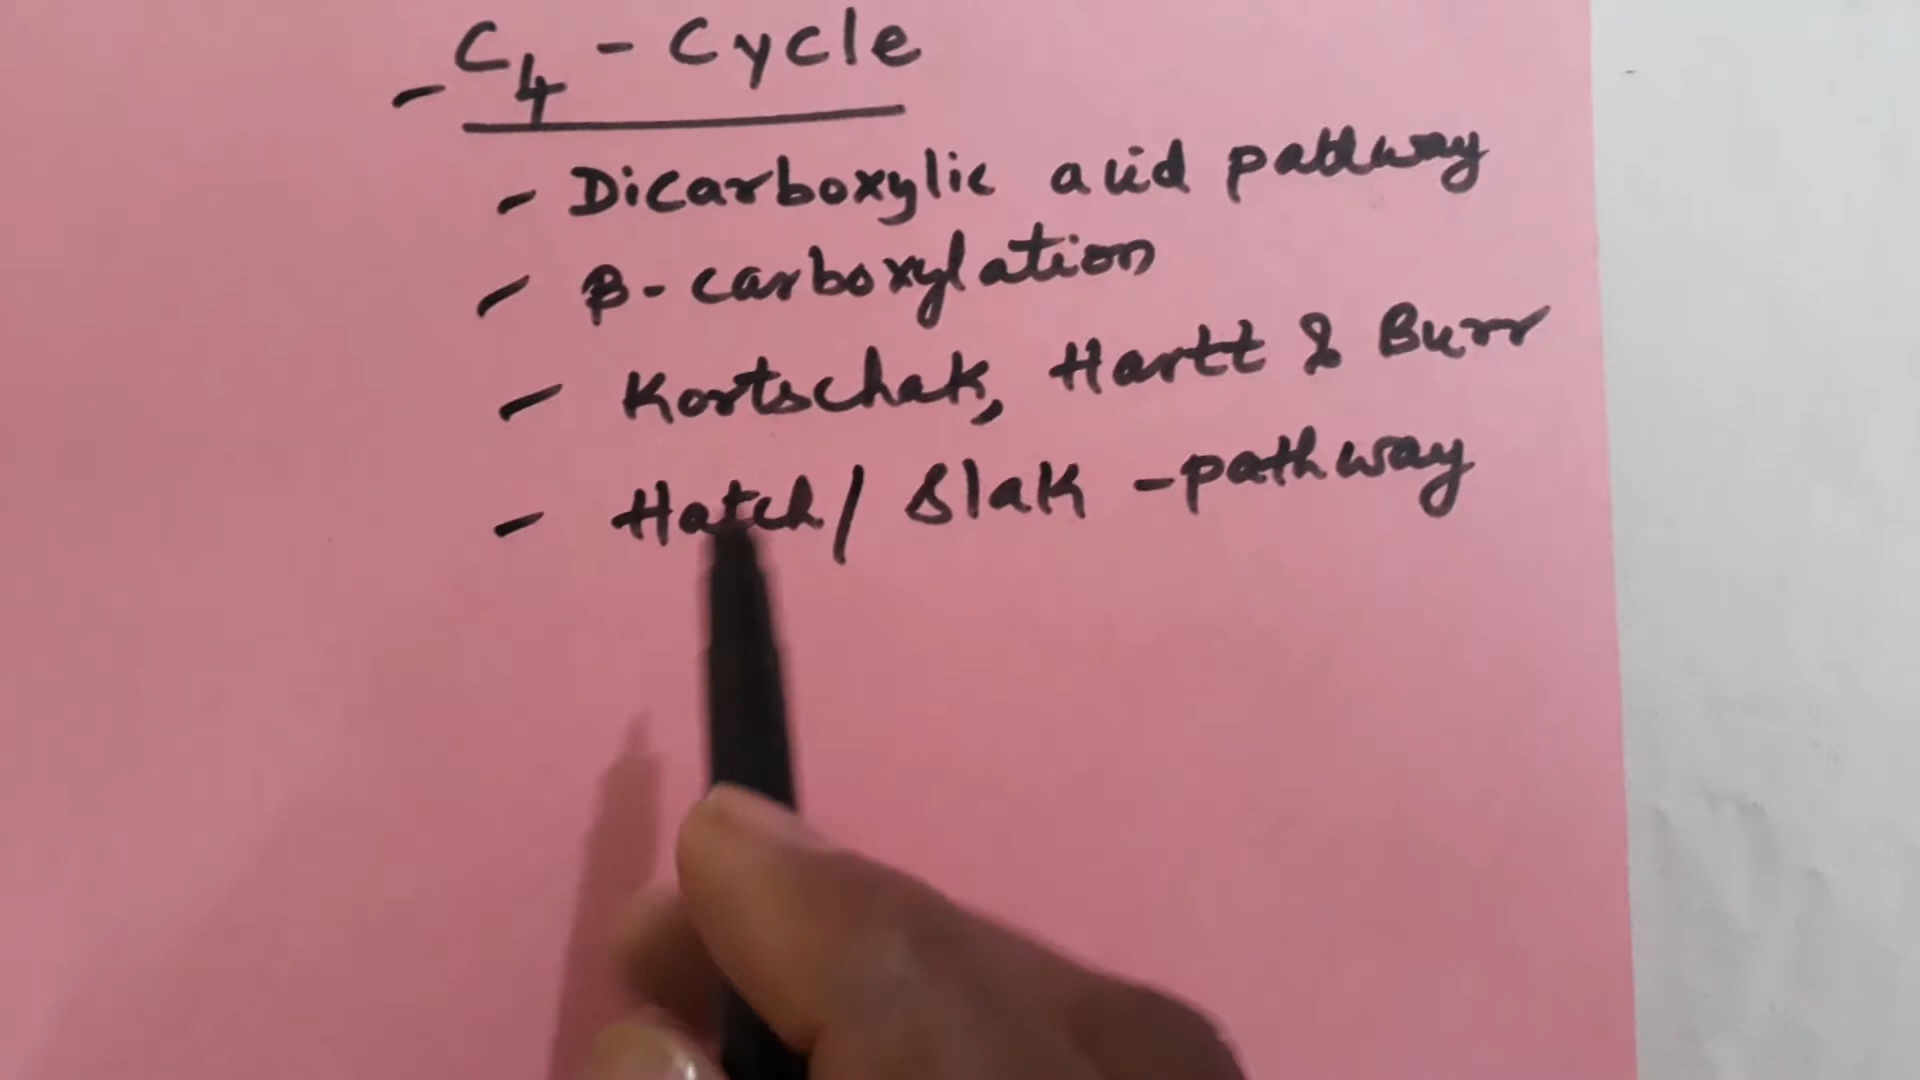 - C4 - Cycle
- Dicarboxylic acid pathway
- β-carboxylation
- Kortschak, Hartt & Burr
- Hatch/ Slak -pathway